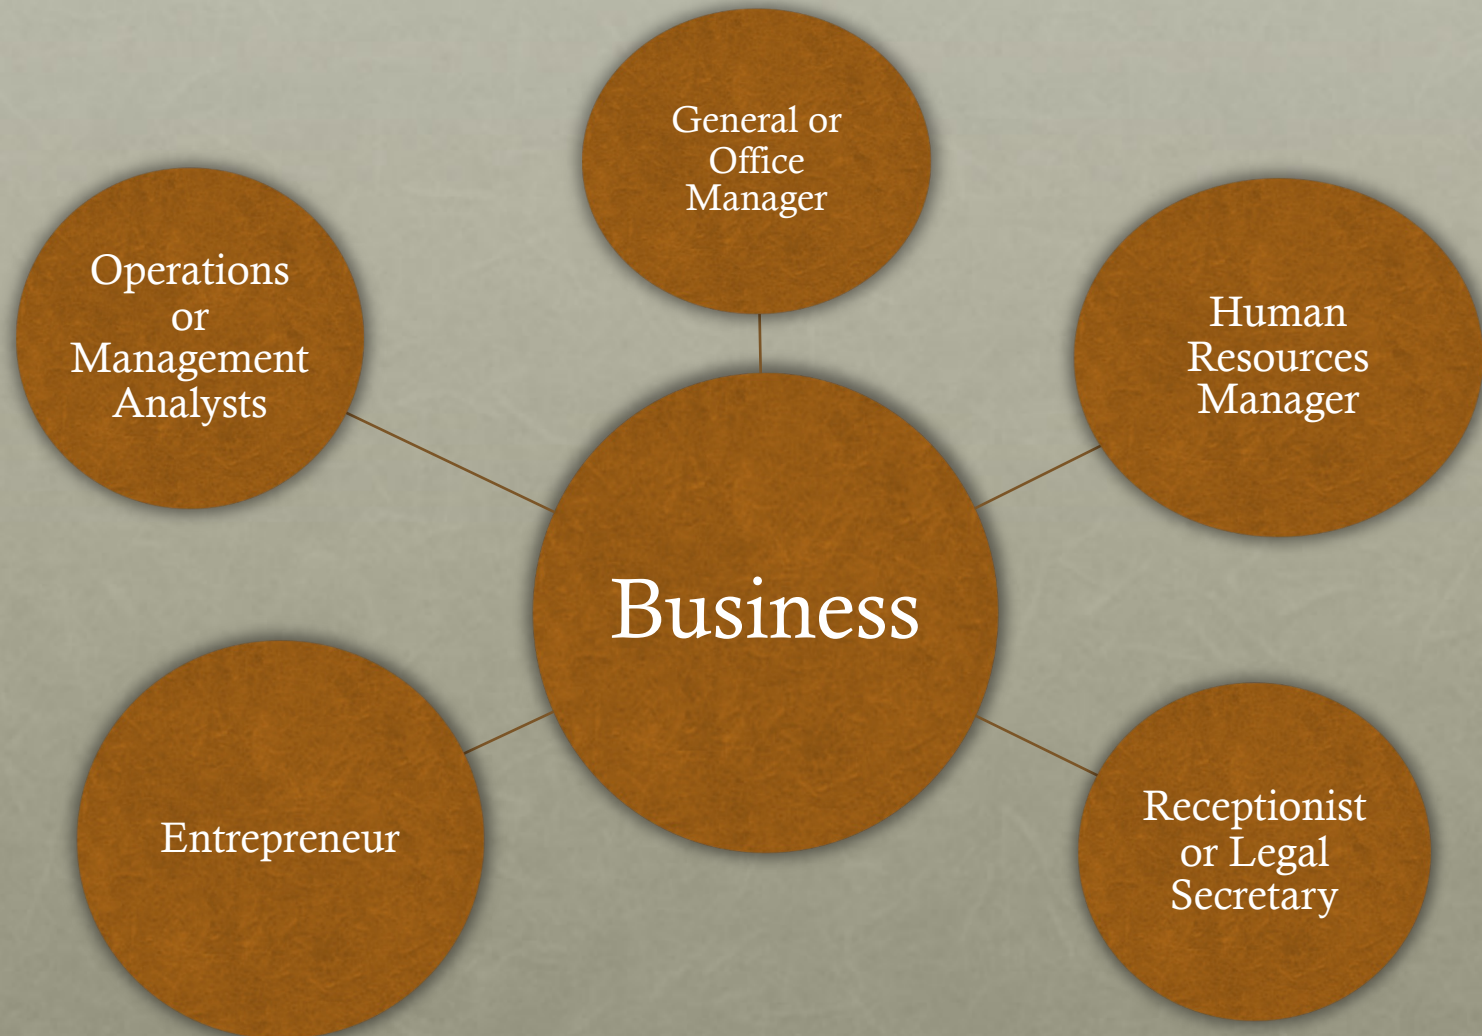 General or
Office
Manager
Operations
or
Management
Analysts
Human
Resources
Manager
Business
Entrepreneur
Receptionist
or Legal
Secretary